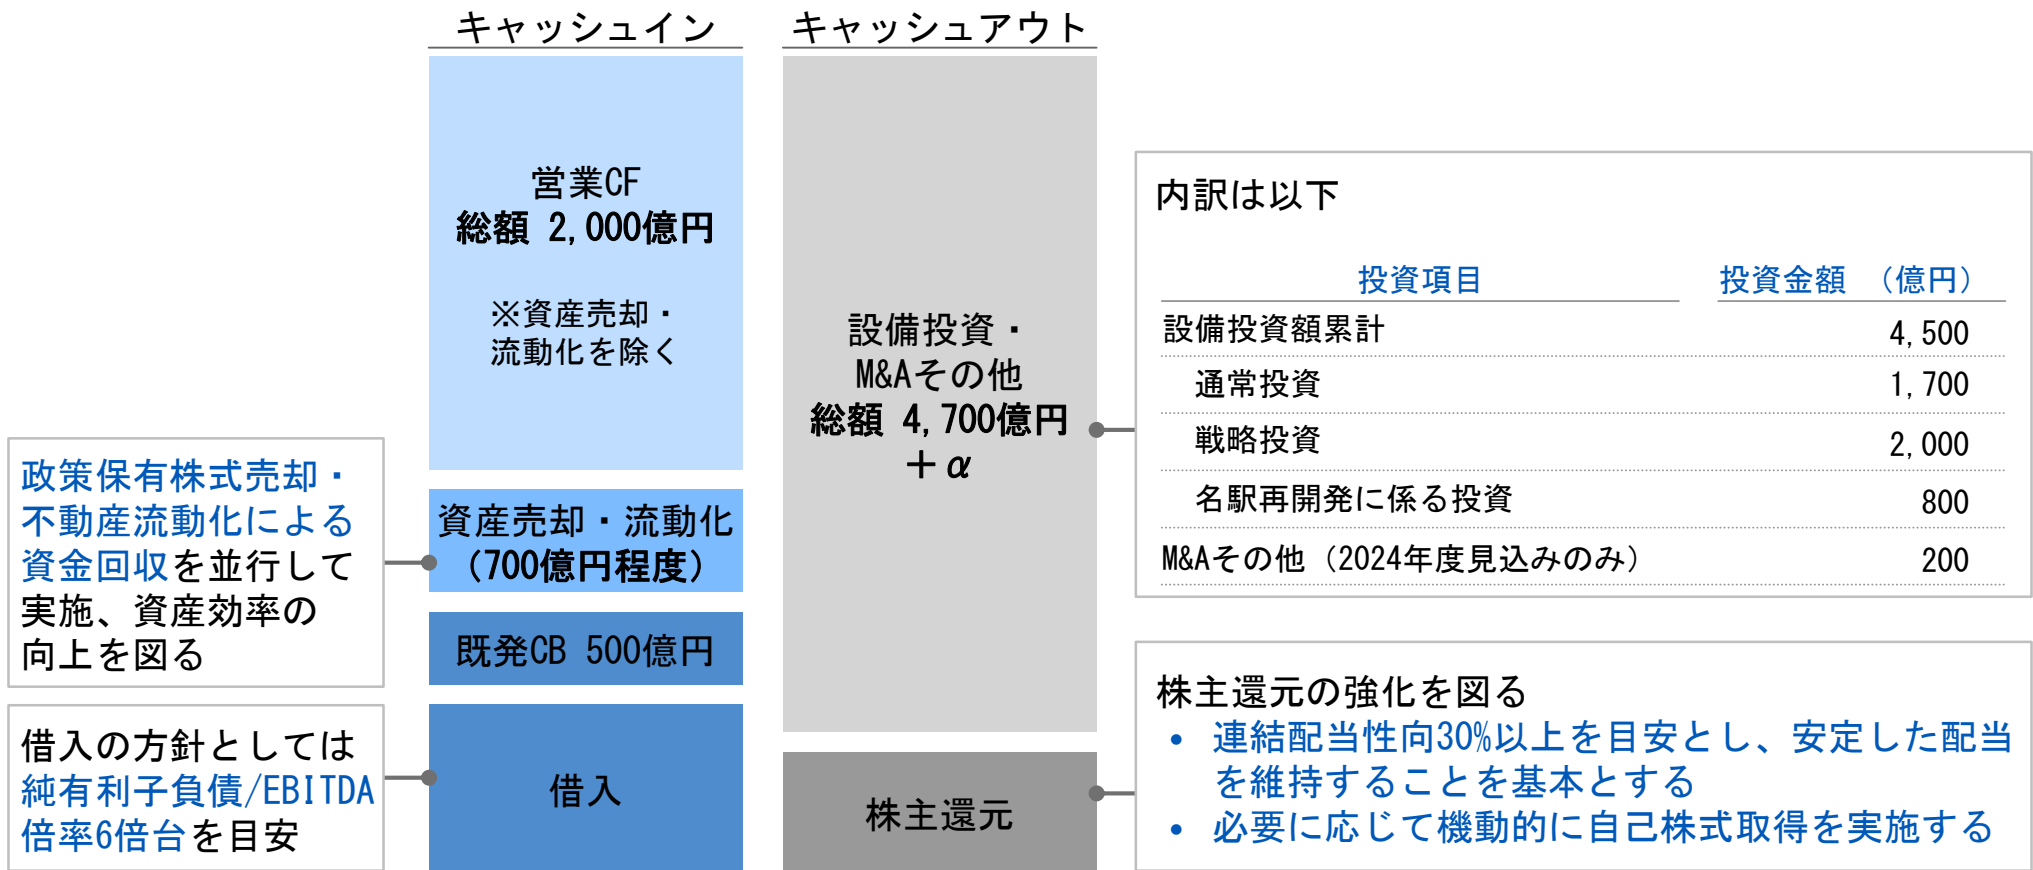 キャッシュイン
キャッシュアウト
営業CF
総額 2,000億円
※資産売却・
流動化を除く
資産売却・流動化
（700億円程度）
既発CB 500億円
借入
設備投資・
M&Aその他
総額 4,700億円
＋α
株主還元
政策保有株式売却・
不動産流動化による
資金回収を並行して
実施、資産効率の
向上を図る
借入の方針としては
純有利子負債/EBITDA
倍率6倍台を目安
内訳は以下
投資項目 投資金額 （億円）
設備投資額累計 4,500
通常投資 1,700
戦略投資 2,000
名駅再開発に係る投資 800
M&Aその他（2024年度見込みのみ） 200
株主還元の強化を図る
• 連結配当性向30%以上を目安とし、安定した配当
を維持することを基本とする
• 必要に応じて機動的に自己株式取得を実施する